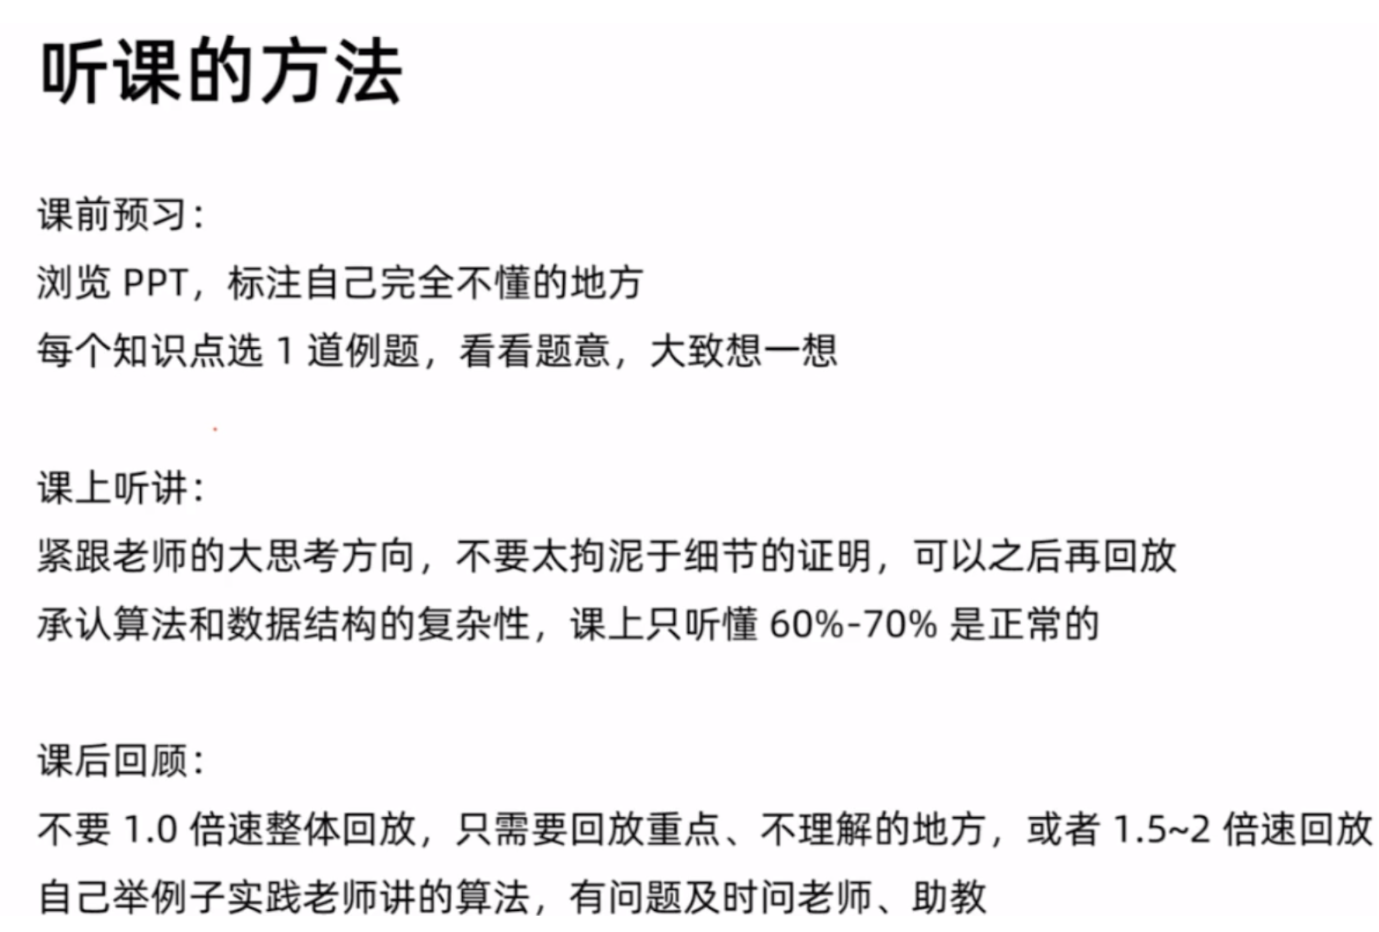 听课的方法
课前预习：
浏览 PPT，标注自己完全不懂的地方
每个知识点选 1 道例题，看看题意，大致想一想
课上听讲：
紧跟老师的大思考方向，不要太拘泥于细节的证明，可以之后再回放
承认算法和数据结构的复杂性，课上只听懂 60%-70% 是正常的
课后回顾：
不要 1.0 倍速整体回放，只需要回放重点、不理解的地方，或者 1.5~2 倍速回放
自己举例子实践老师讲的算法，有问题及时问老师、助教